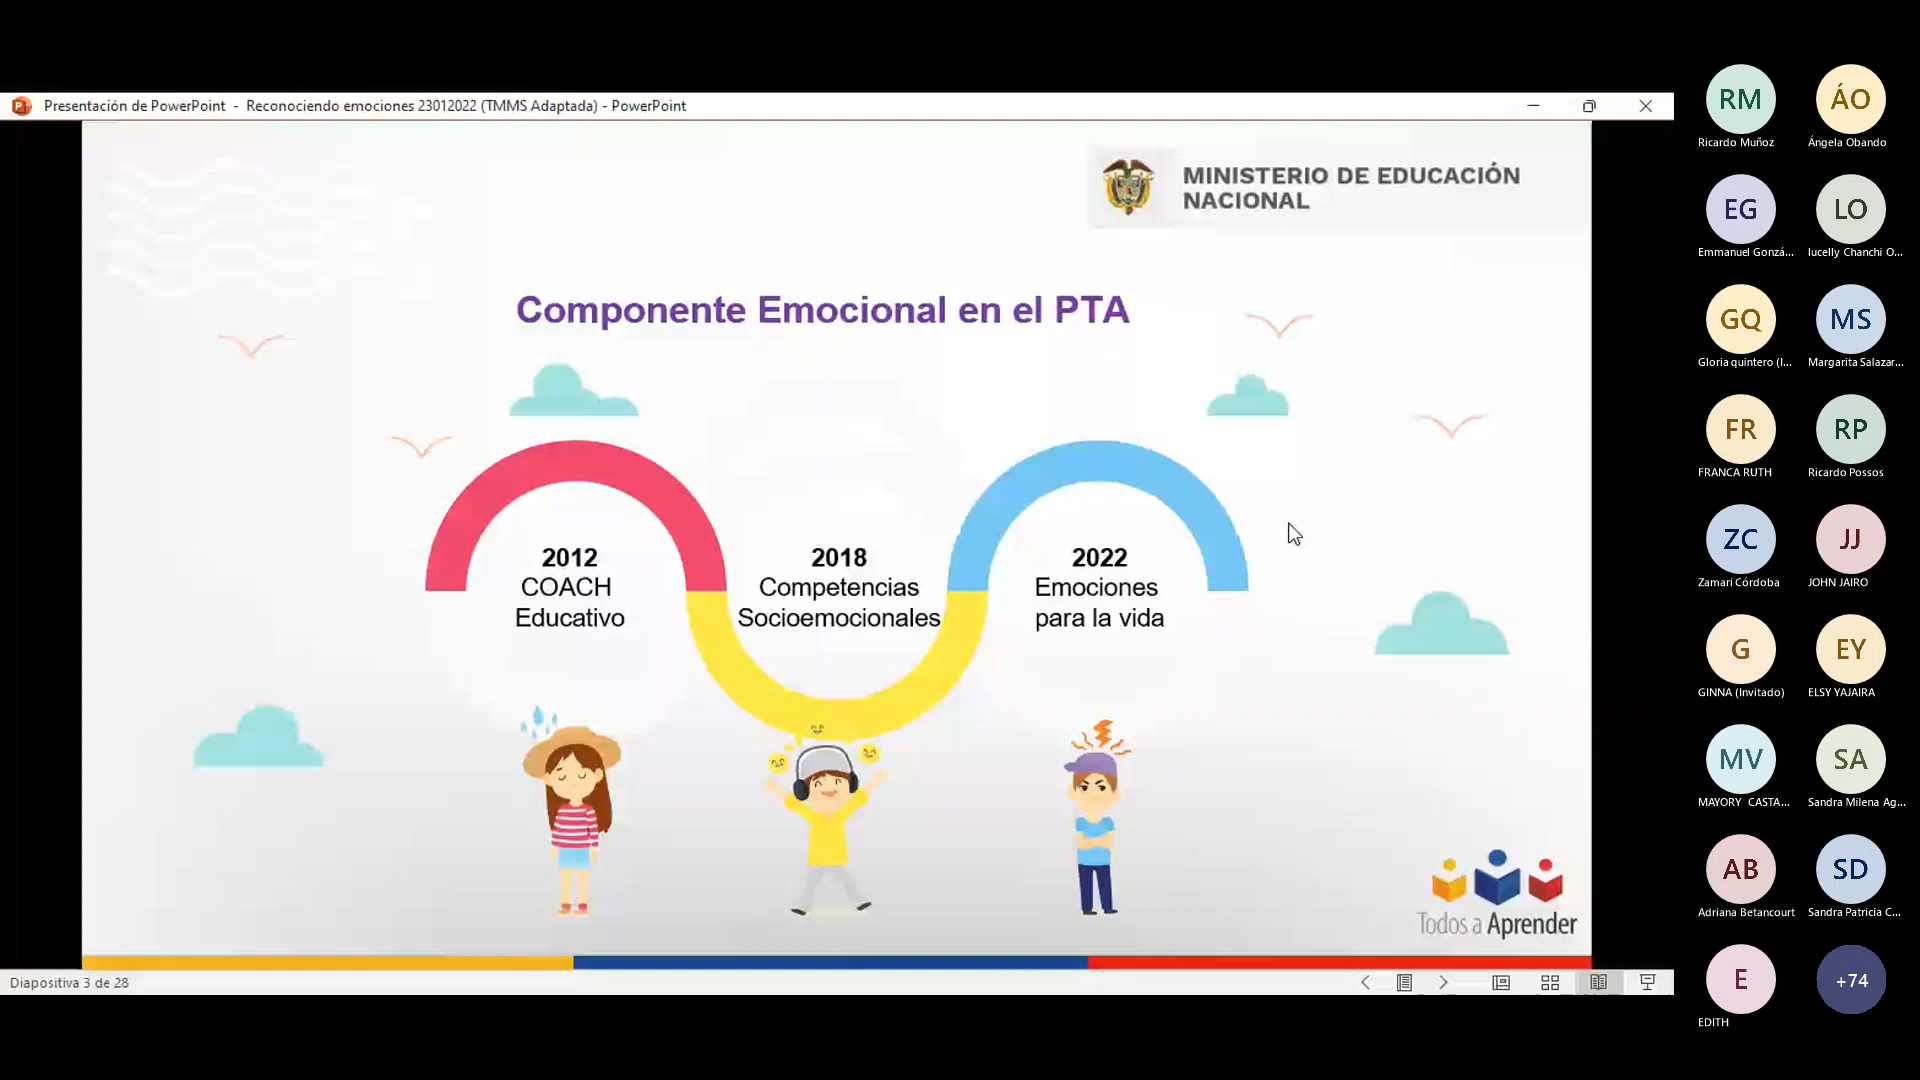 Presentación de PowerPoint - Reconociendo emociones 23012022 (TMMS Adaptada) - PowerPoint
MINISTERIO DE EDUCACIÓN
NACIONAL
Componente Emocional en el PTA
2012
COACH
Educativo
2018
Competencias
Socioemocionales
2022
Emociones
para la vida
Todos a Aprender
Diapositiva 3 de 28
RM
Ricardo Muñoz
ÁO
Ángela Obando
EG
Emmanuel Gonzá...
LO
lucelly Chanchi O...
GQ
Gloria quintero (I...
MS
Margarita Salazar...
FR
FRANCA RUTH
RP
Ricardo Possos
ZC
Zamari Córdoba
JJ
JOHN JAIRO
G
GINNA (Invitado)
EY
ELSY YAJAIRA
MV
MAYORY CASTA...
SA
Sandra Milena Ag...
AB
Adriana Betancourt
SD
Sandra Patricia C...
E
EDITH
+74